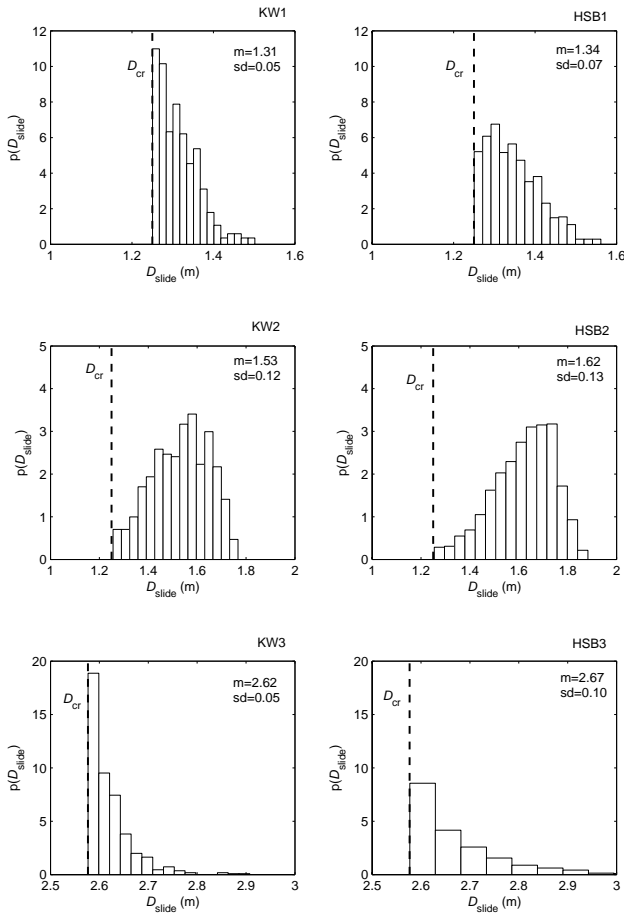 KW1
12
10
8
6
4
2
0
p(D_slide)
D_cr
m=1.31
sd=0.05
1 1.2 1.4 1.6
D_slide (m)
HSB1
12
10
8
6
4
2
0
p(D_slide)
D_cr
m=1.34
sd=0.07
1 1.2 1.4 1.6
D_slide (m)
KW2
5
4
3
2
1
0
p(D_slide)
D_cr
m=1.53
sd=0.12
1 1.2 1.4 1.6 1.8 2
D_slide (m)
HSB2
5
4
3
2
1
0
p(D_slide)
D_cr
m=1.62
sd=0.13
1 1.2 1.4 1.6 1.8 2
D_slide (m)
KW3
20
15
10
5
0
p(D_slide)
D_cr
m=2.62
sd=0.05
2.5 2.6 2.7 2.8 2.9 3
D_slide (m)
HSB3
20
15
10
5
0
p(D_slide)
D_cr
m=2.67
sd=0.10
2.5 2.6 2.7 2.8 2.9 3
D_slide (m)